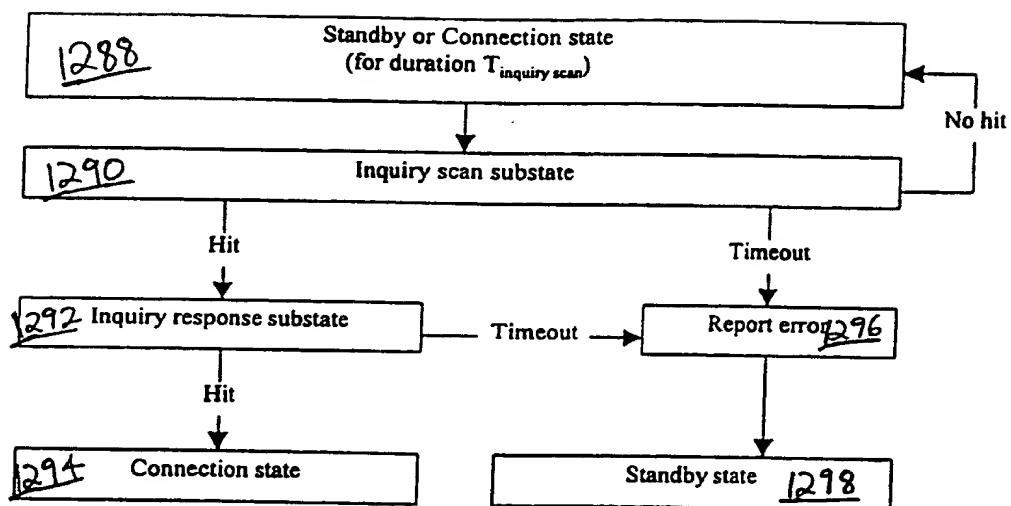 1288
Standby or Connection state
(for duration Tinquiry scan)
No hit
1290
Inquiry scan substate
Hit
Timeout
1292 Inquiry response substate
Timeout
Report error 1296
Hit
1294 Connection state
Standby state 1298